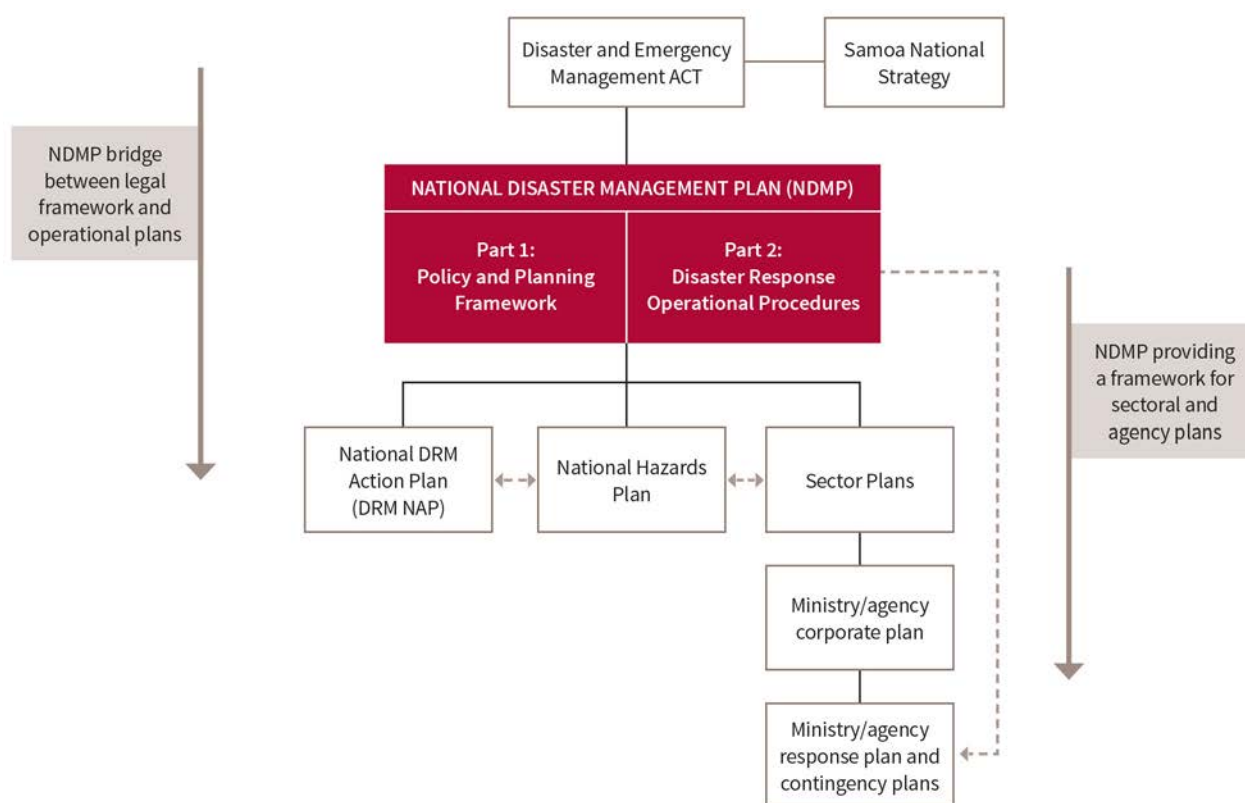 Disaster and Emergency
Management ACT
Samoa National
Strategy
NDMP bridge
between legal
framework and
operational plans
NATIONAL DISASTER MANAGEMENT PLAN (NDMP)
Part 1:
Policy and Planning
Framework
Part 2:
Disaster Response
Operational Procedures
NDMP providing
a framework for
sectoral and
agency plans
National DRM
Action Plan
(DRM NAP)
National Hazards
Plan
Sector Plans
Ministry/agency
corporate plan
Ministry/agency
response plan and
contingency plans